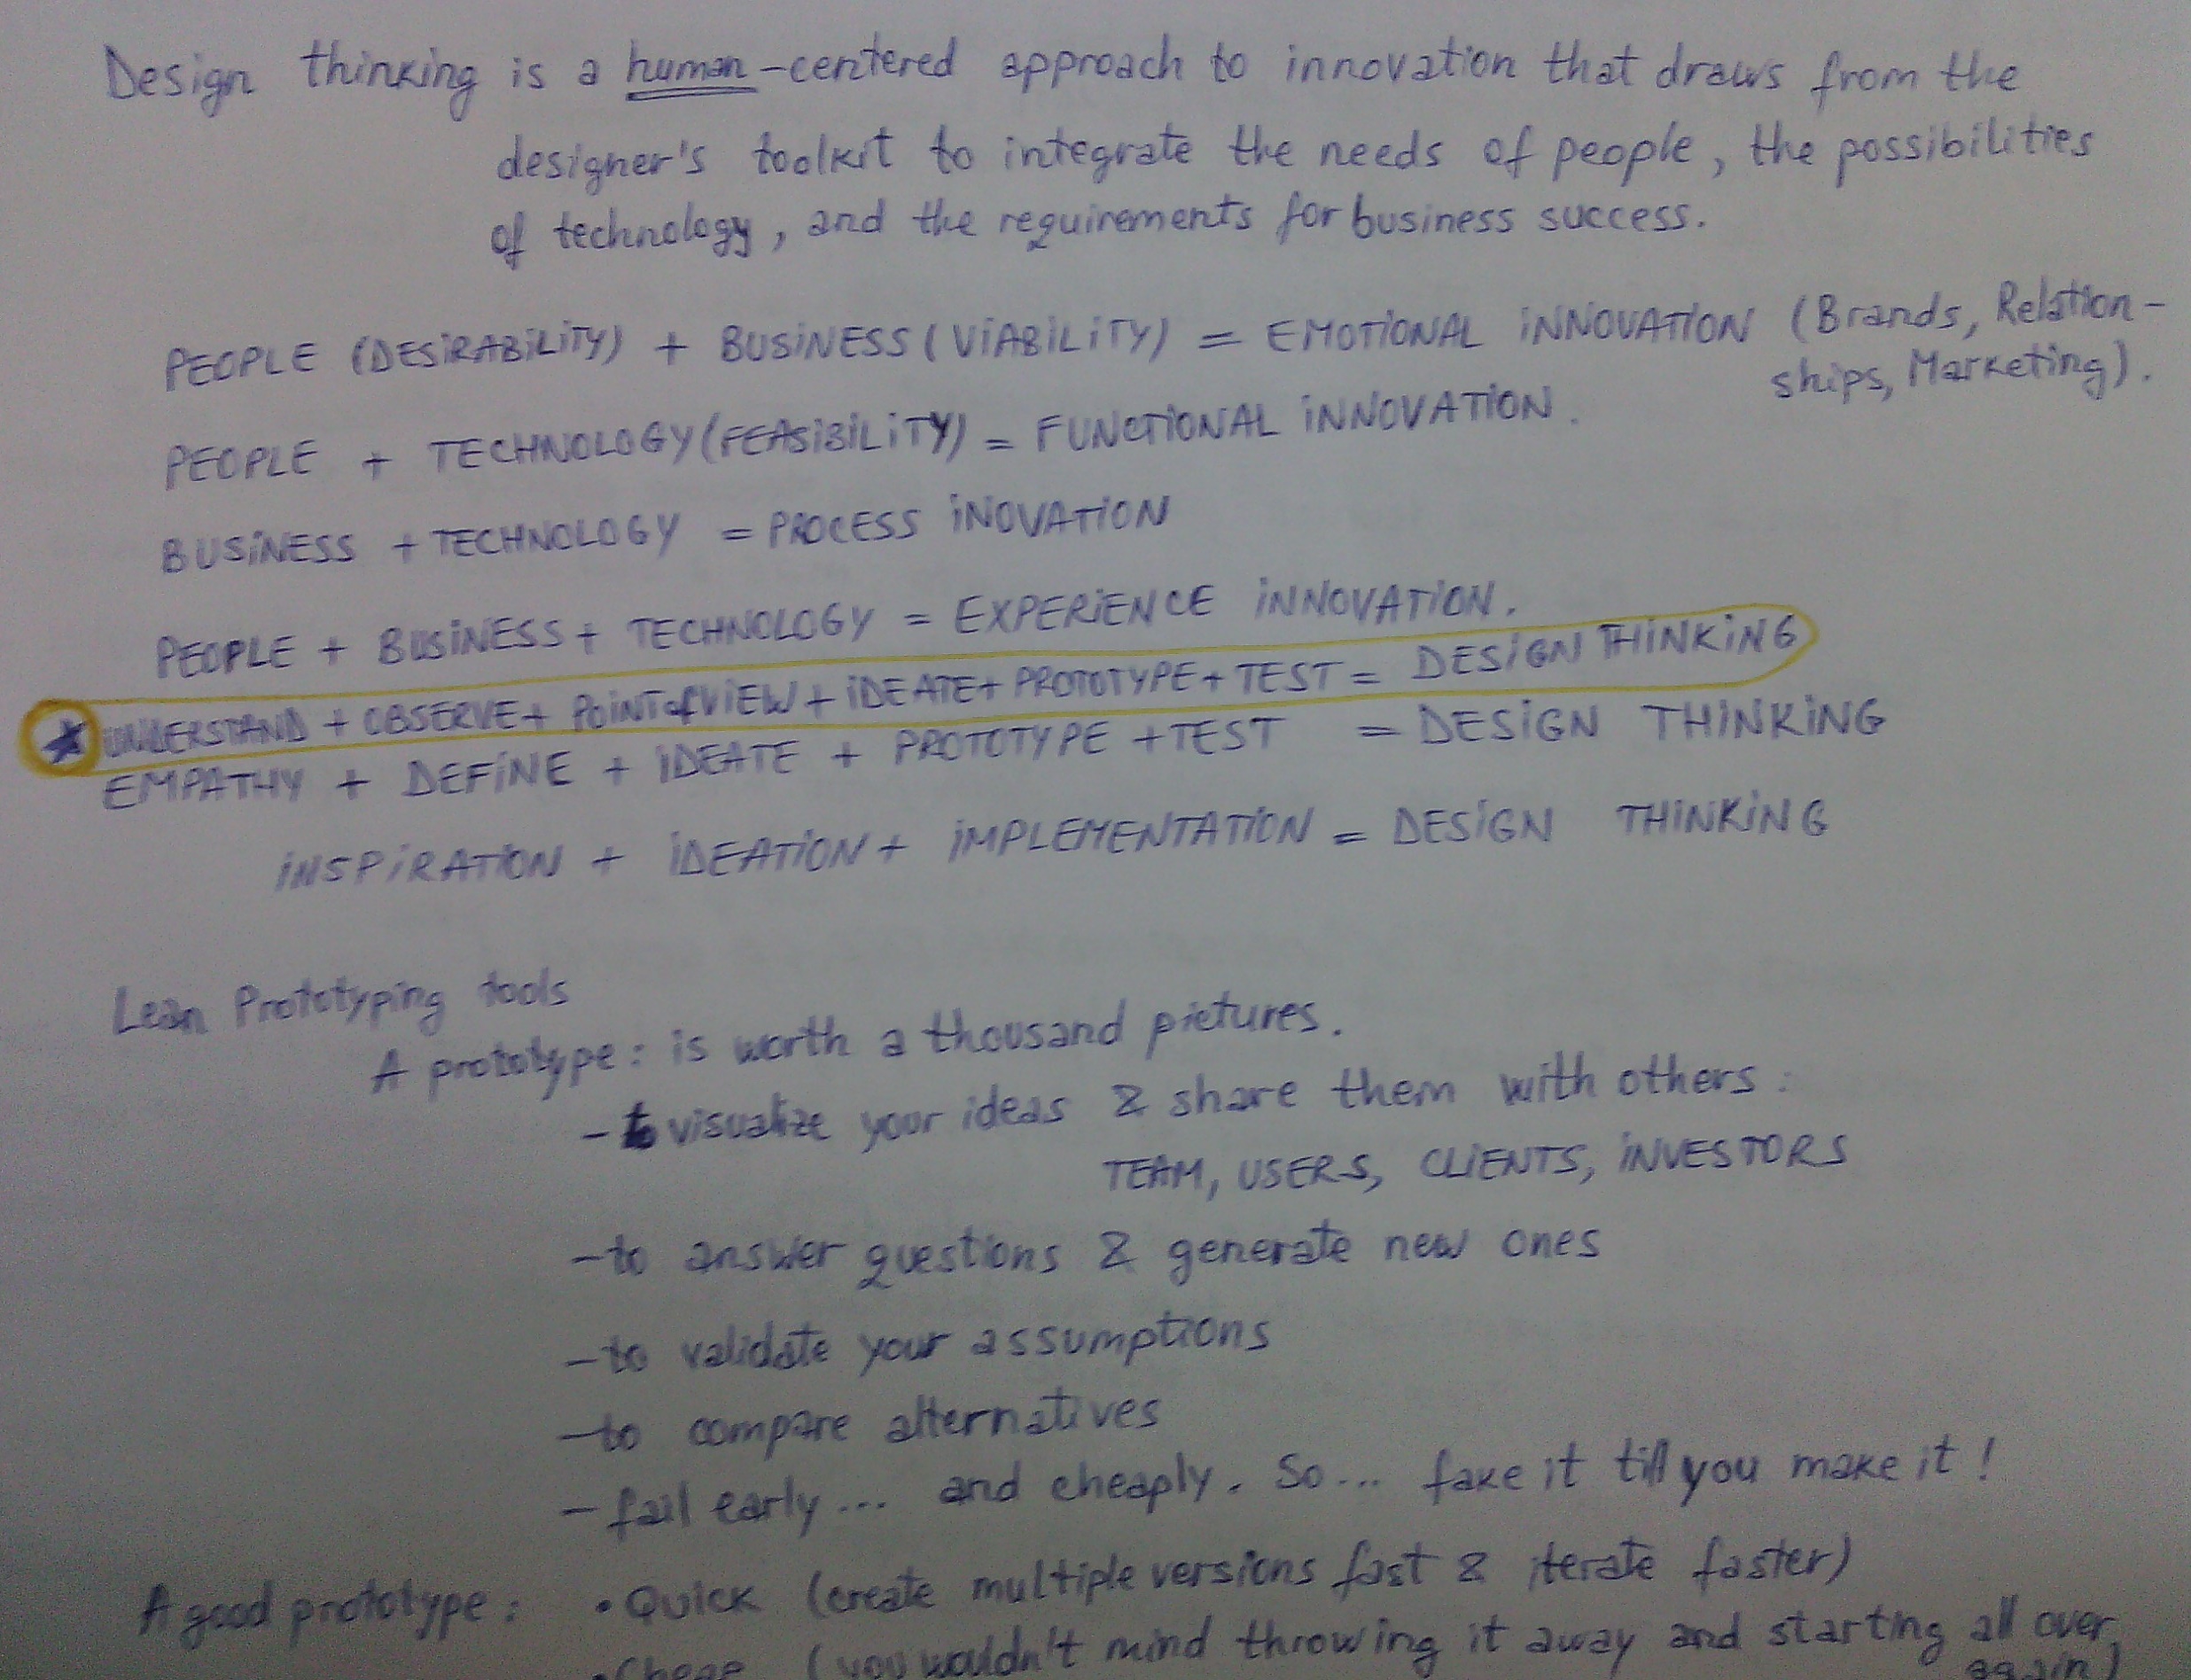 Design thinking is a human-centered approach to innovation that draws from the
designer's toolkit to integrate the needs of people, the possibilities
of technology, and the requirements for business success.
PEOPLE (DESIRABILITY) + BUSINESS (VIABILITY) = EMOTIONAL INNOVATION (Brands, Relation-
ships, Marketing).
PEOPLE + TECHNOLOGY (FEASIBILITY) = FUNCTIONAL INNOVATION.
BUSINESS + TECHNOLOGY = PROCESS INOVATION
PEOPLE + BUSINESS + TECHNOLOGY = EXPERIENCE INNOVATION.
* UNDERSTAND + OBSERVE + POINT of VIEW + IDEATE + PROTOTYPE + TEST = DESIGN THINKING
EMPATHY + DEFINE + IDEATE + PROTOTYPE + TEST = DESIGN THINKING
INSPIRATION + IDEATION + IMPLEMENTATION = DESIGN THINKING
Lean Prototyping tools
A prototype: is worth a thousand pictures.
- to visualize your ideas & share them with others:
TEAM, USERS, CLIENTS, INVESTORS
- to answer questions & generate new ones
- to validate your assumptions
- to compare alternatives
- fail early... and cheaply. So... fake it till you make it!
A good prototype: • Quick (create multiple versions fast & iterate faster)
• Cheap (you wouldn't mind throwing it away and starting all over
again)